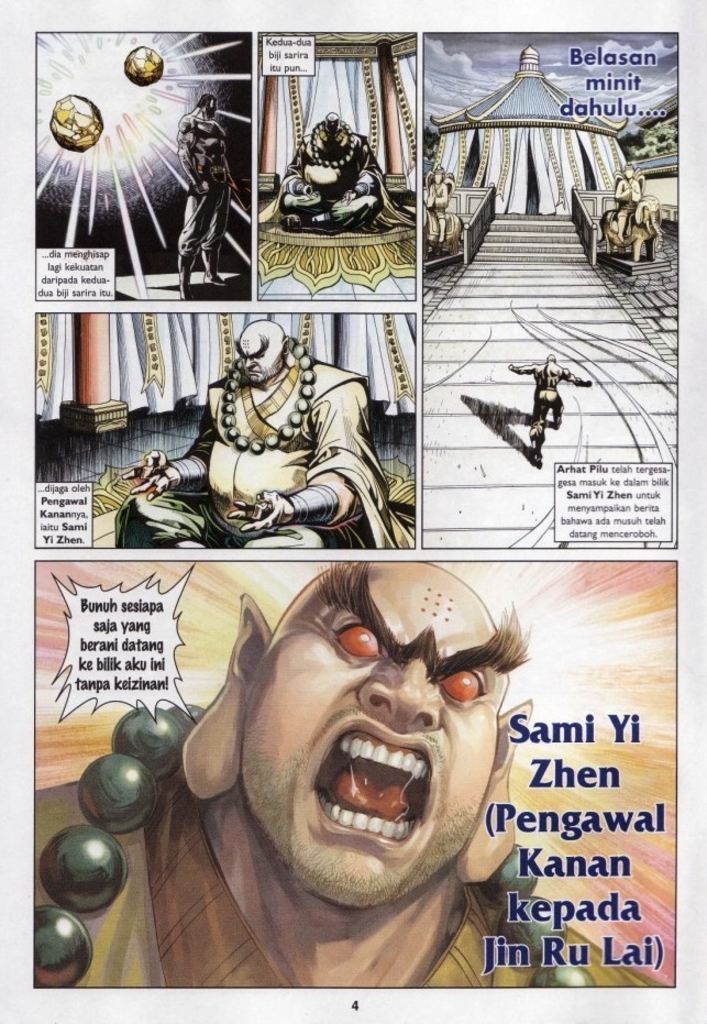 ...dia menghisap
lagi kekuatan
daripada kedua-
dua biji sarira itu.
Kedua-dua
biji sarira
itu pun...
Belasan
minit
dahulu....
...dijaga oleh
Pengawal
Kanannya,
iaitu Sami
Yi Zhen.
Arhat Pilu telah tergesa-
gesa masuk ke dalam bilik
Sami Yi Zhen untuk
menyampaikan berita
bahawa ada musuh telah
datang menceroboh.
Bunuh sesiapa
saja yang
berani datang
ke bilik aku ini
tanpa keizinan!
Sami Yi
Zhen
(Pengawal
Kanan
kepada
Jin Ru Lai)
4